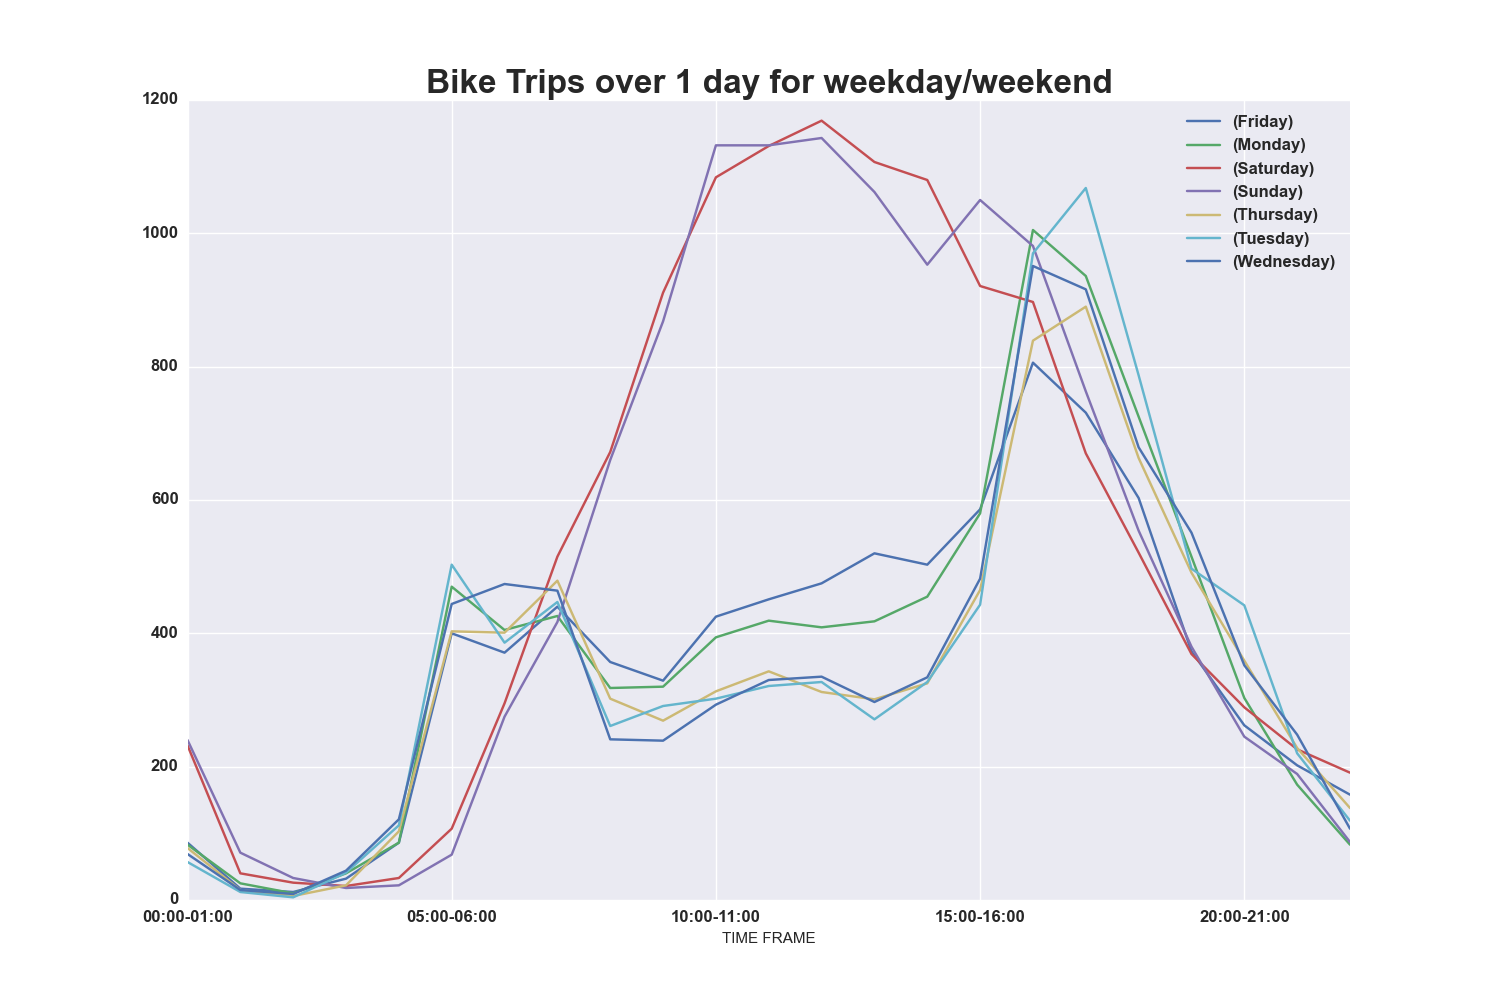 Bike Trips over 1 day for weekday/weekend
1200
1000
800
600
400
200
0
(Friday)
(Monday)
(Saturday)
(Sunday)
(Thursday)
(Tuesday)
(Wednesday)
00:00-01:00 05:00-06:00 10:00-11:00 15:00-16:00 20:00-21:00
TIME FRAME